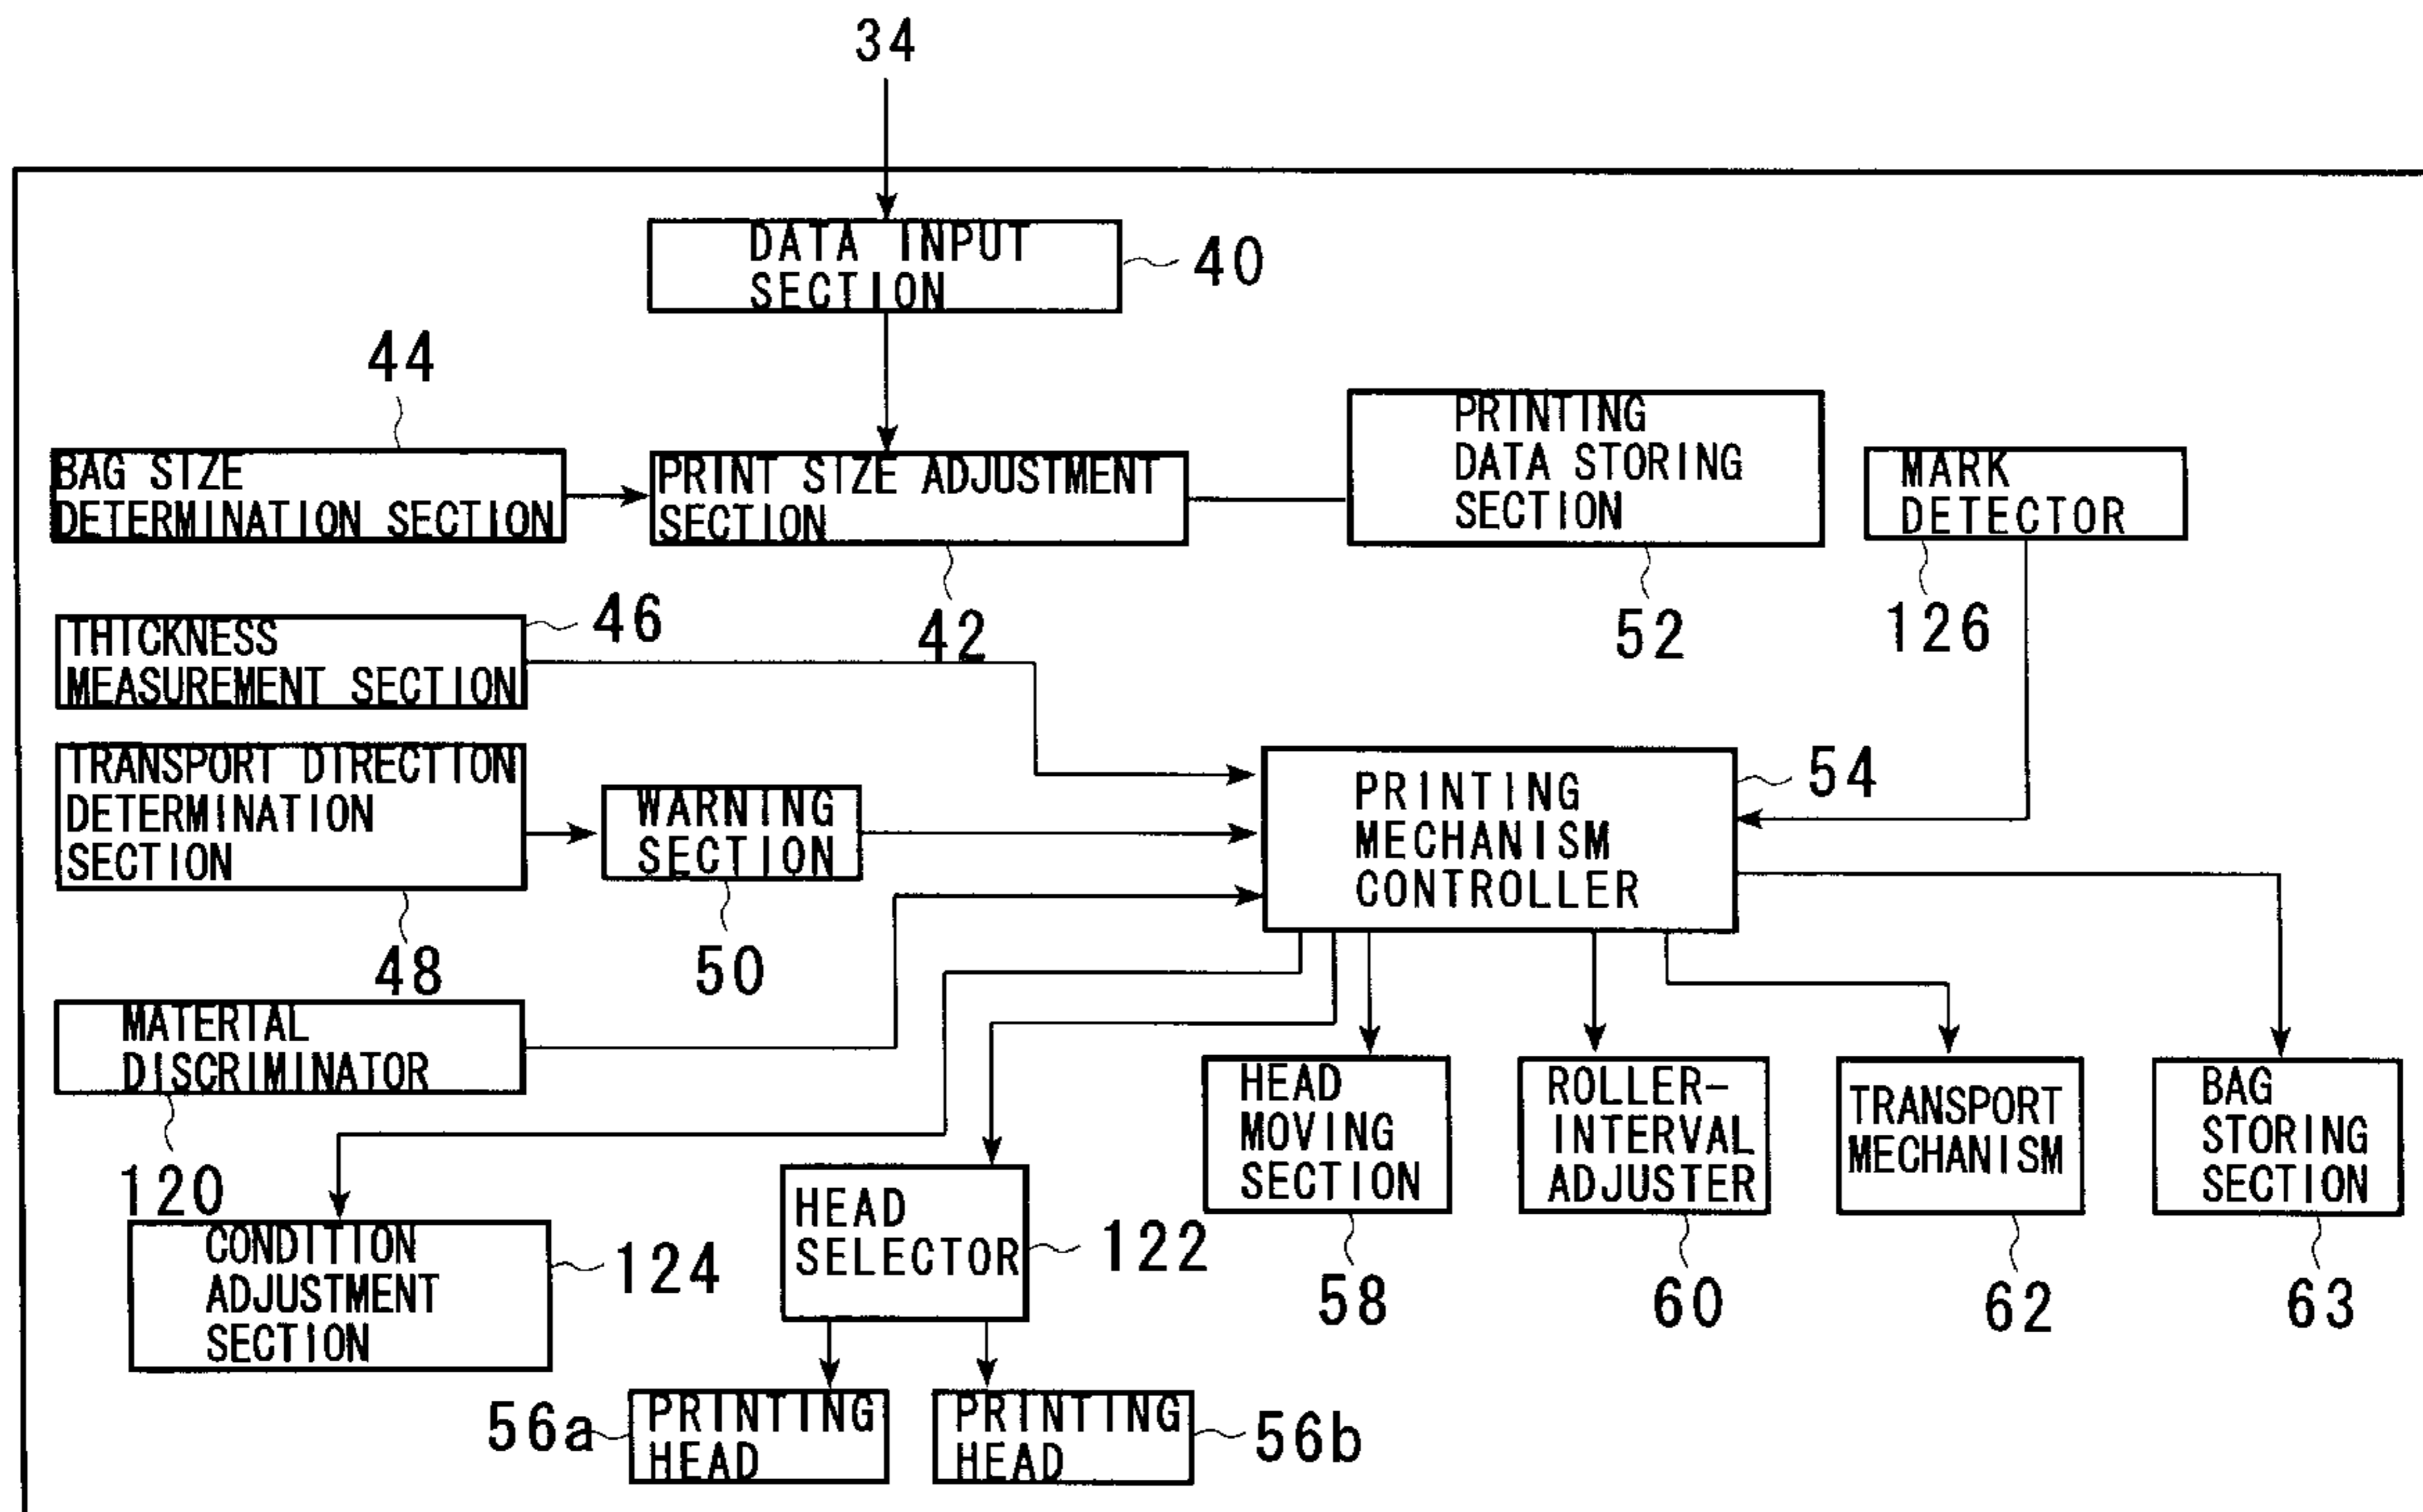 34
DATA INPUT
SECTION
40
44
BAG SIZE
DETERMINATION SECTION
PRINT SIZE ADJUSTMENT
SECTION
42
PRINTING
DATA STORING
SECTION
52
MARK
DETECTOR
126
THICKNESS
MEASUREMENT SECTION
46
TRANSPORT DIRECTION
DETERMINATION
SECTION
48
WARNING
SECTION
50
PRINTING
MECHANISM
CONTROLLER
54
MATERIAL
DISCRIMINATOR
120
CONDITION
ADJUSTMENT
SECTION
124
HEAD
SELECTOR
122
HEAD
MOVING
SECTION
58
ROLLER-
INTERVAL
ADJUSTER
60
TRANSPORT
MECHANISM
62
BAG
STORING
SECTION
63
56a
PRINTING
HEAD
PRINTING
HEAD
56b